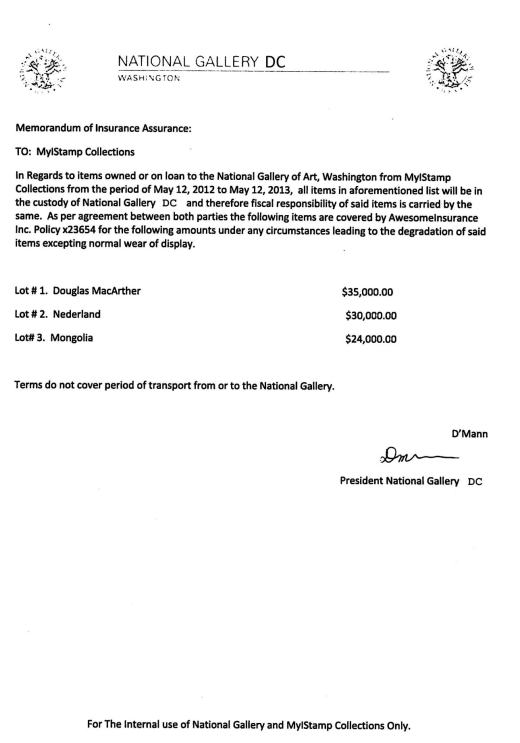 NATIONAL GALLERY DC
WASHINGTON
Memorandum of Insurance Assurance:
TO: MyIStamp Collections
In Regards to items owned or on loan to the National Gallery of Art, Washington from MyIStamp
Collections from the period of May 12, 2012 to May 12, 2013, all items in aforementioned list will be in
the custody of National Gallery DC and therefore fiscal responsibility of said items is carried by the
same. As per agreement between both parties the following items are covered by AwesomeInsurance
Inc. Policy x23654 for the following amounts under any circumstances leading to the degradation of said
items excepting normal wear of display.
Lot # 1. Douglas MacArther $35,000.00
Lot # 2. Nederland $30,000.00
Lot# 3. Mongolia $24,000.00
Terms do not cover period of transport from or to the National Gallery.
D'Mann
President National Gallery DC
For The Internal use of National Gallery and MyIStamp Collections Only.